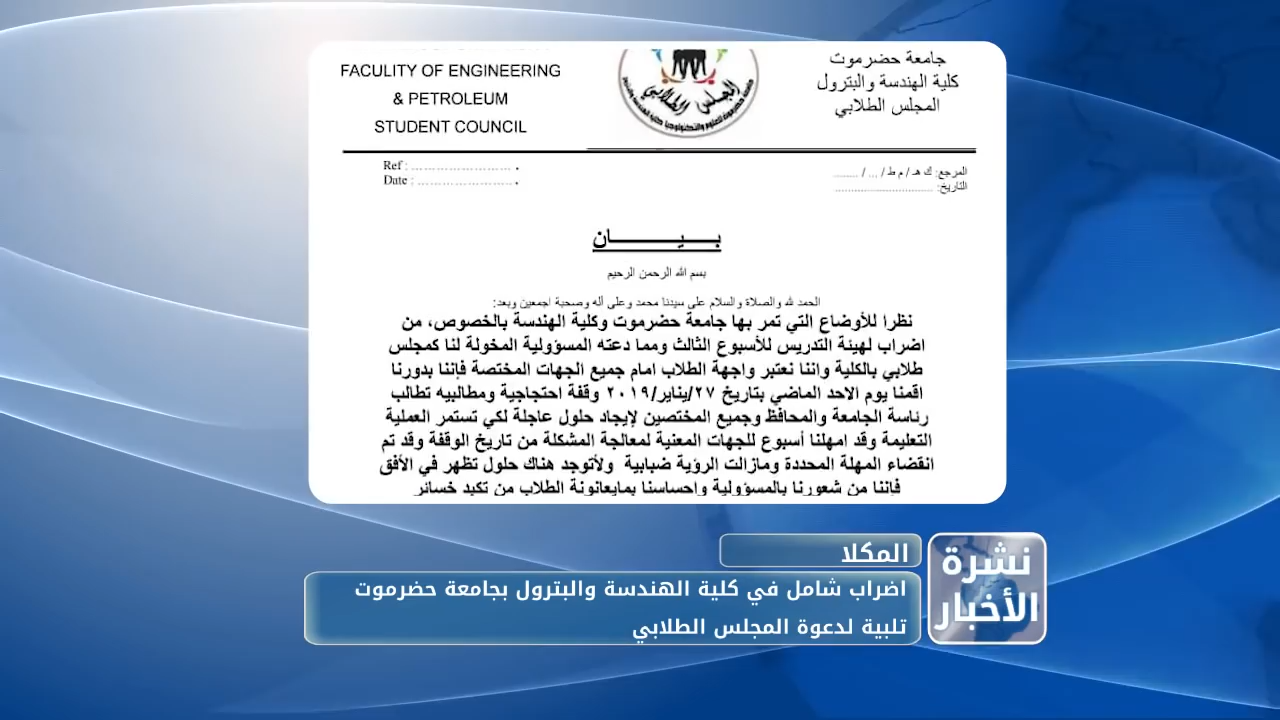 FACULITY OF ENGINEERING
& PETROLEUM
STUDENT COUNCIL
المجلس الطلابي
جامعة حضرموت
كلية الهندسة والبترول
المجلس الطلابي
Ref : ........................ .
Date : ....................... .
المرجع: ك هـ / م ط / ... / ........
التاريخ: ................................
بـــيـــــــــان
بسم الله الرحمن الرحيم
الحمد لله والصلاة والسلام على سيدنا محمد وعلى أله وصحبة اجمعين وبعد:
نظرا للأوضاع التي تمر بها جامعة حضرموت وكلية الهندسة بالخصوص، من
اضراب لهيئة التدريس للأسبوع الثالث ومما دعته المسؤولية المخولة لنا كمجلس
طلابي بالكلية واننا نعتبر واجهة الطلاب امام جميع الجهات المختصة فإننا بدورنا
اقمنا يوم الاحد الماضي بتاريخ ٢٧/يناير/٢٠١٩ وقفة احتجاجية ومطالبيه تطالب
رئاسة الجامعة والمحافظ وجميع المختصين لإيجاد حلول عاجلة لكي تستمر العملية
التعليمة وقد امهلنا أسبوع للجهات المعنية لمعالجة المشكلة من تاريخ الوقفة وقد تم
انقضاء المهلة المحددة ومازالت الرؤية ضبابية ولأتوجد هناك حلول تظهر في الأفق
فإننا من شعورنا بالمسؤولية واحساسنا بمايعانونة الطلاب من تكبد خسائر
المكلا
اضراب شامل في كلية الهندسة والبترول بجامعة حضرموت
تلبية لدعوة المجلس الطلابي
نشرة
الأخبار